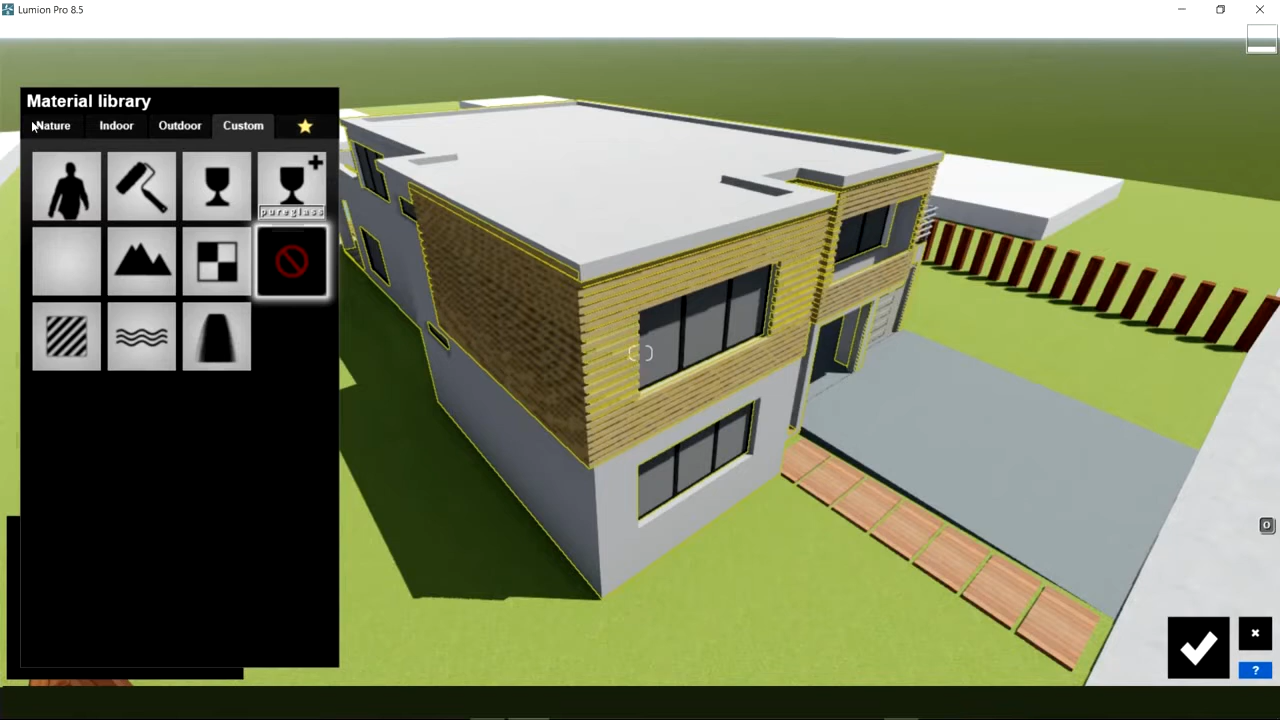 Lumion Pro 8.5
Material library
Nature Indoor Outdoor Custom
pureglass
O
?